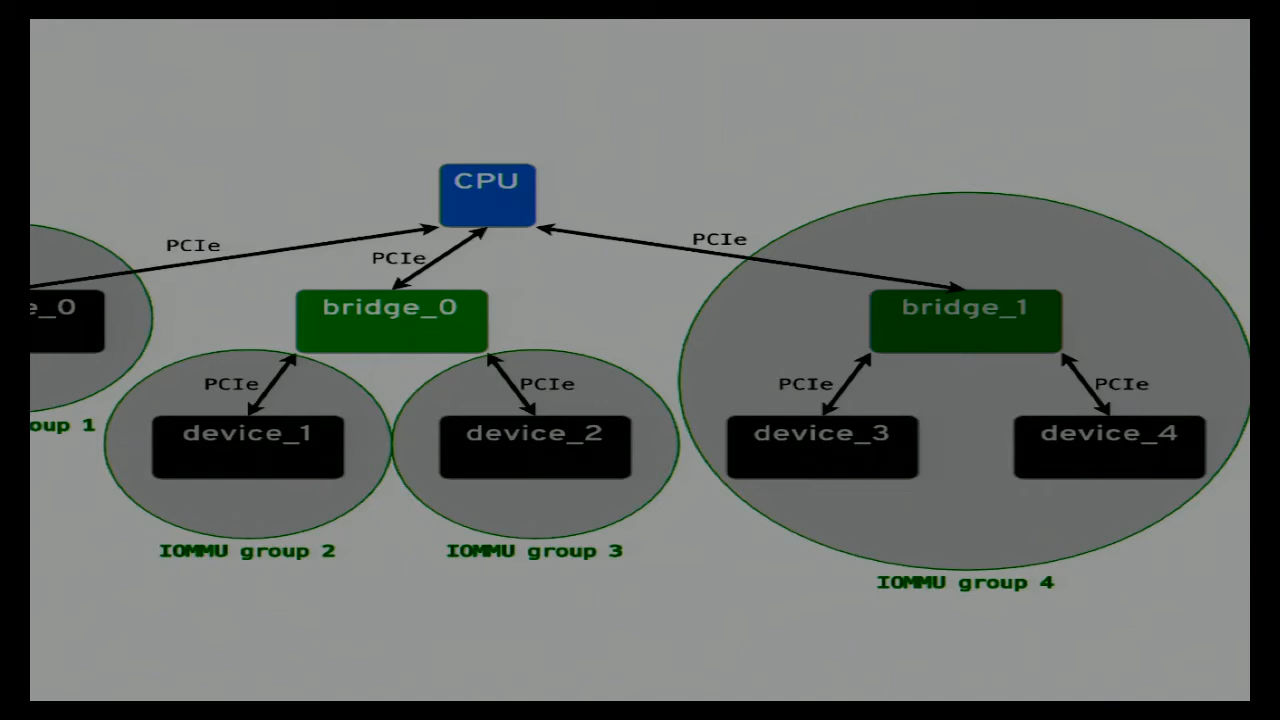 CPU
PCIe
PCIe
PCIe
e_0
bridge_0
bridge_1
PCIe
PCIe
PCIe
PCIe
oup 1
device_1
device_2
device_3
device_4
IOMMU group 2
IOMMU group 3
IOMMU group 4